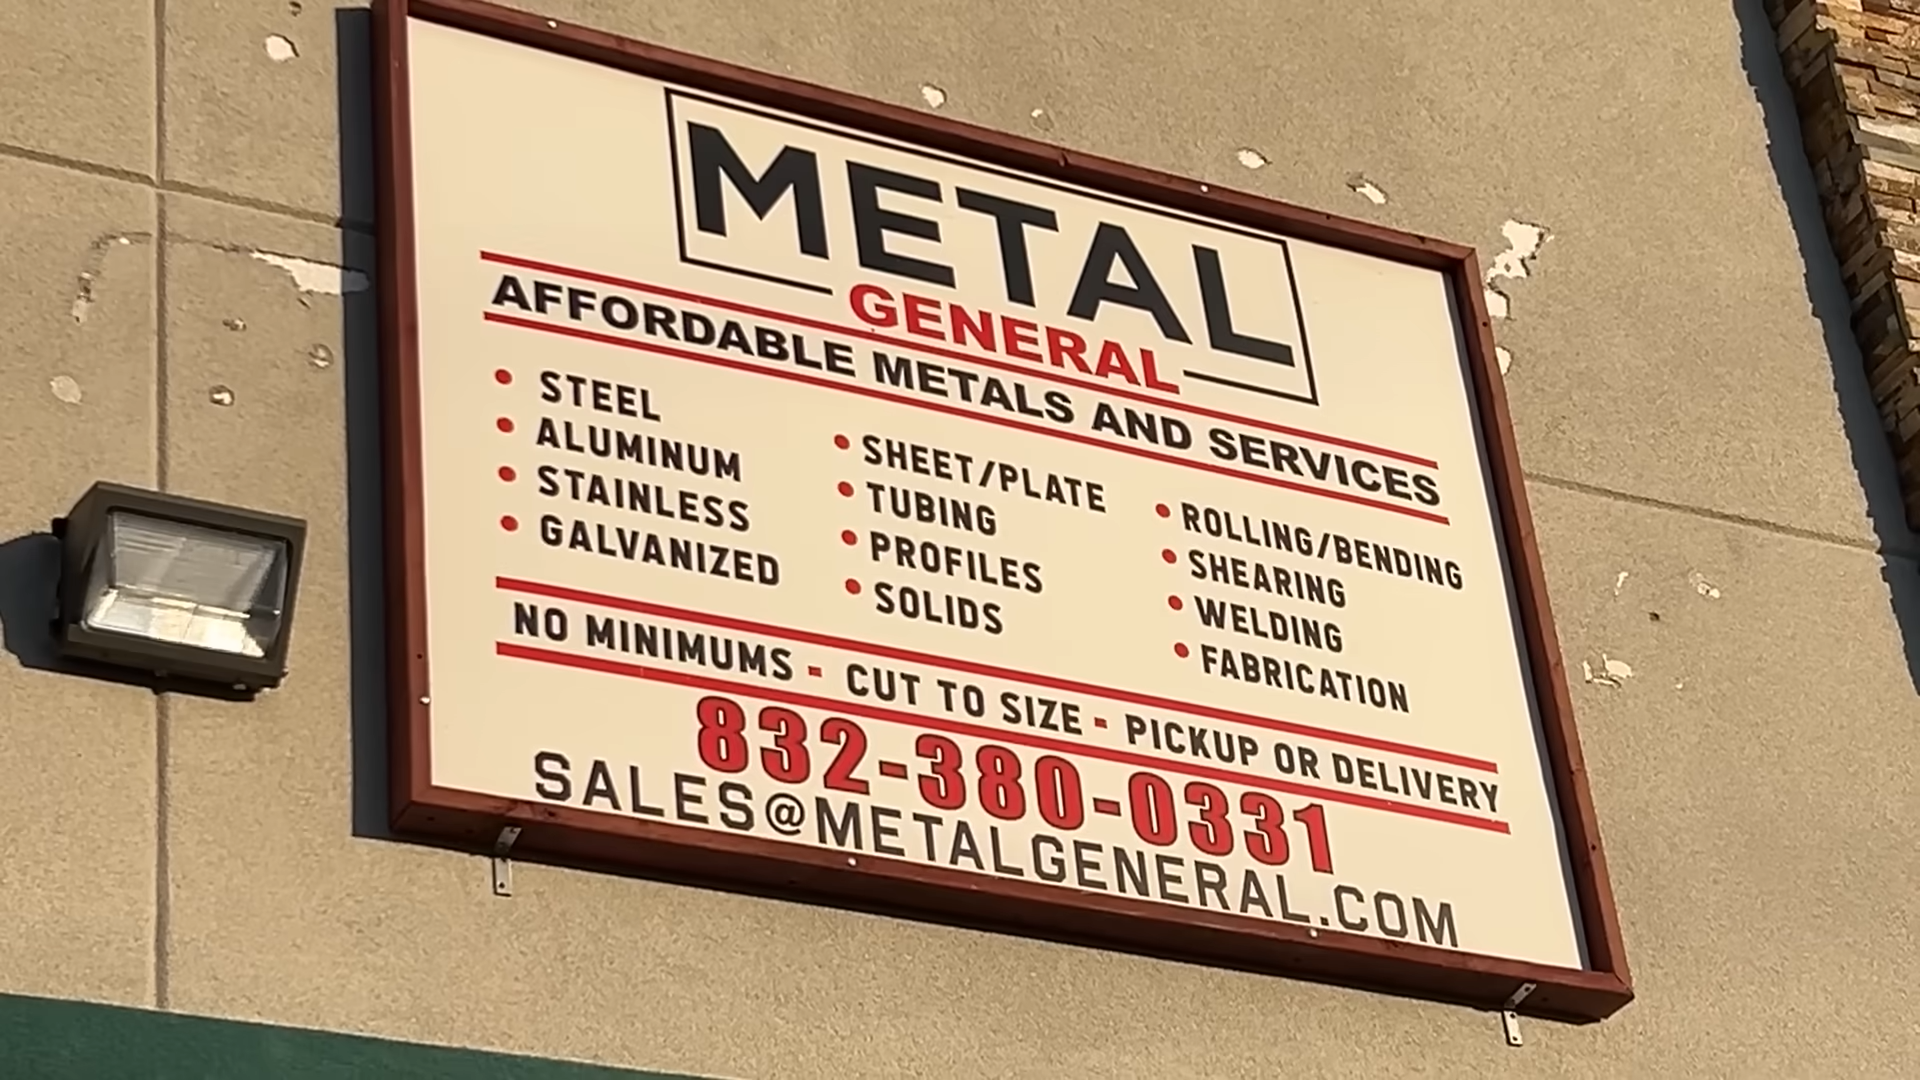 METAL
GENERAL
AFFORDABLE METALS AND SERVICES
• STEEL
• ALUMINUM
• STAINLESS
• GALVANIZED
• SHEET/PLATE
• TUBING
• PROFILES
• SOLIDS
• ROLLING/BENDING
• SHEARING
• WELDING
• FABRICATION
NO MINIMUMS - CUT TO SIZE - PICKUP OR DELIVERY
832-380-0331
SALES@METALGENERAL.COM